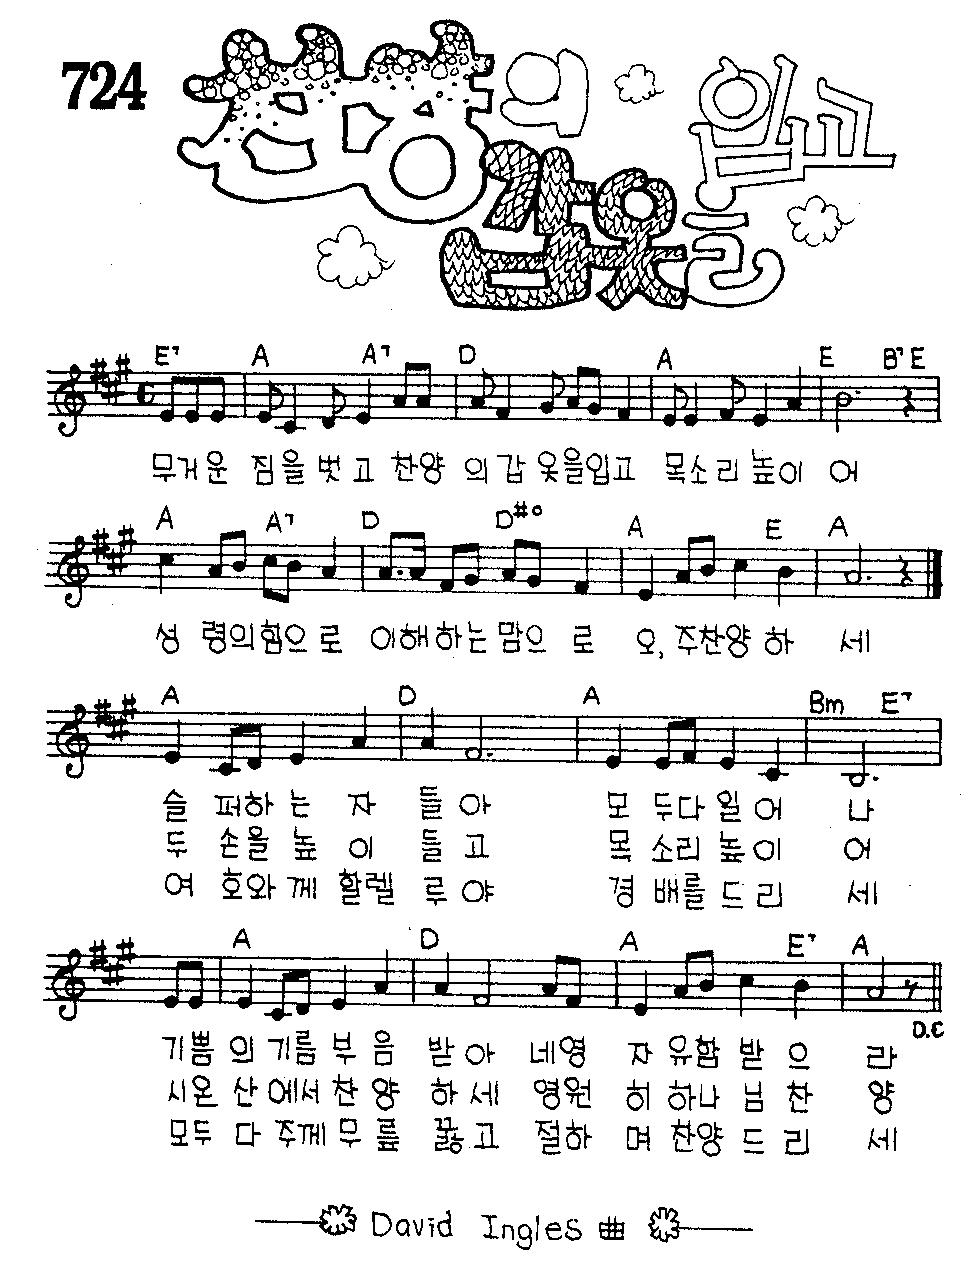 724
찬양의 입고
갑옷을
E7 A A7 D A E B7 E
무거운 짐을 벗고 찬양 의갑 옷을입고 목소리높이 어
A A7 D D#° A E A
성 령의힘으로 이해하는맘으 로 오, 주찬양하 세
A D A Bm E7
슬 퍼하는 자 들아 모 두다일어 나
두 손을높 이 들고 목 소리높이 어
여 호와께 할렐 루야 경 배를드리 세
A D A E7 A
D.C
기쁨의기름부음 받아 네영 자유함 받으 라
시온 산에서찬양 하세 영원 히하나님찬 양
모두 다 주께무릎 꿇고 절하 며찬양드리 세
David Ingles 曲